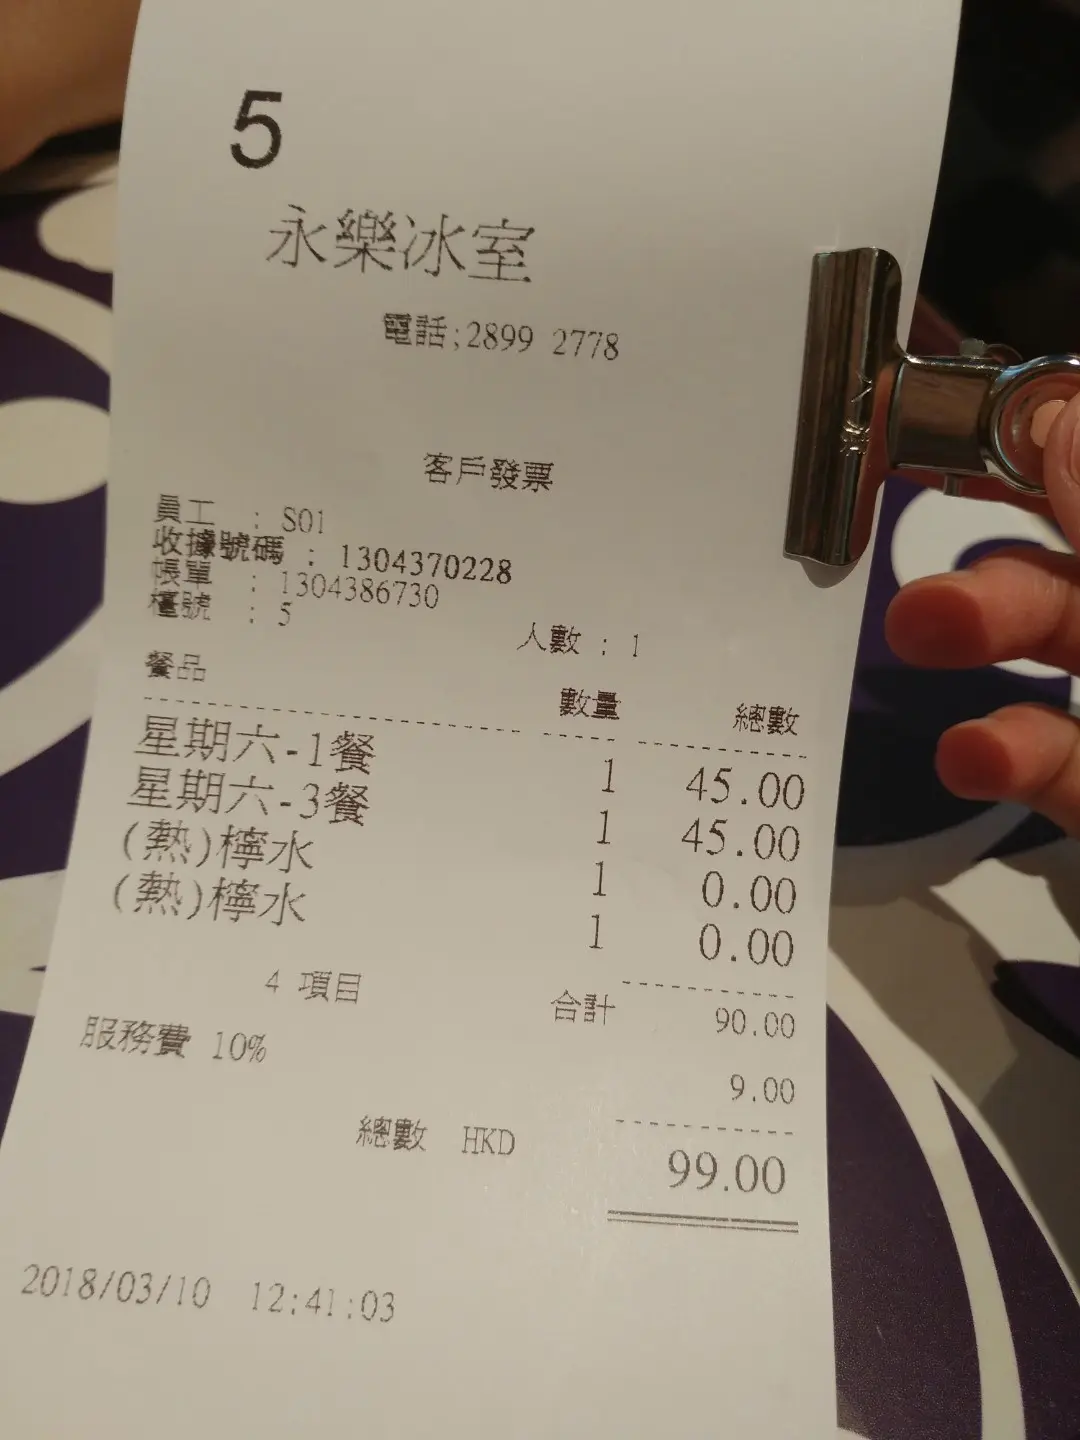 5
永樂冰室
電話;2899 2778
客戶發票
員工 : S01
收據號碼 : 1304370228
帳單 : 1304386730
檯號 : 5
人數 : 1
餐品 數量 總數
星期六-1餐 1 45.00
星期六-3餐 1 45.00
(熱)檸水 1 0.00
(熱)檸水 1 0.00
4 項目 合計 90.00
服務費 10% 9.00
總數 HKD 99.00
2018/03/10 12:41:03